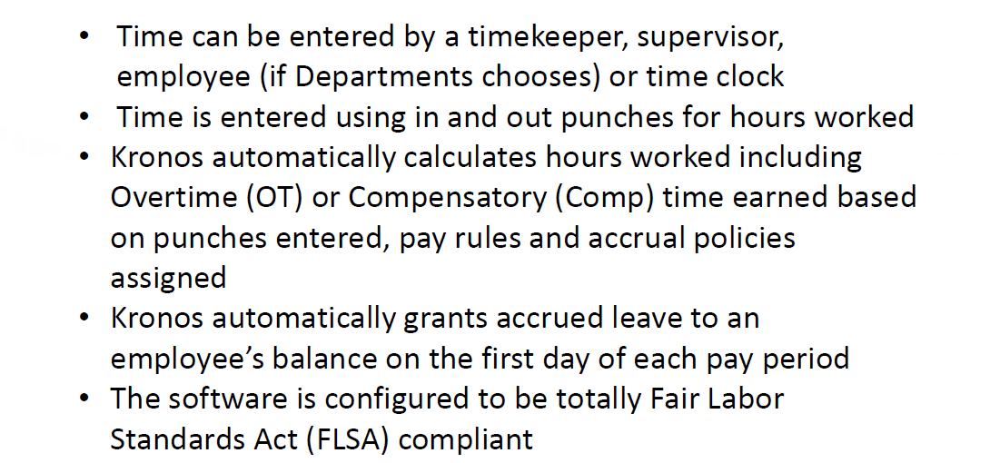 • Time can be entered by a timekeeper, supervisor,
employee (if Departments chooses) or time clock
• Time is entered using in and out punches for hours worked
• Kronos automatically calculates hours worked including
Overtime (OT) or Compensatory (Comp) time earned based
on punches entered, pay rules and accrual policies
assigned
• Kronos automatically grants accrued leave to an
employee’s balance on the first day of each pay period
• The software is configured to be totally Fair Labor
Standards Act (FLSA) compliant